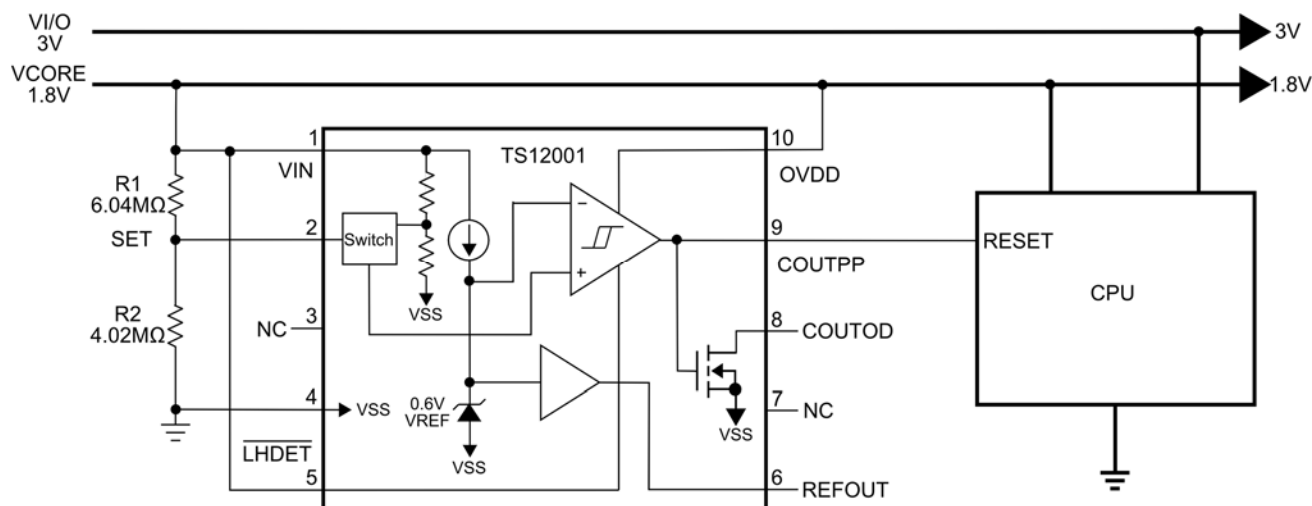 VI/O
3V
3V
VCORE
1.8V
1.8V
1
10
TS12001
VIN
OVDD
R1
6.04MΩ
2
9
SET
Switch
−
+
COUTPP
RESET
CPU
VSS
R2
4.02MΩ
3
NC
8
COUTOD
4
VSS
0.6V
VREF
7
NC
VSS
VSS
LHDET
5
6
REFOUT